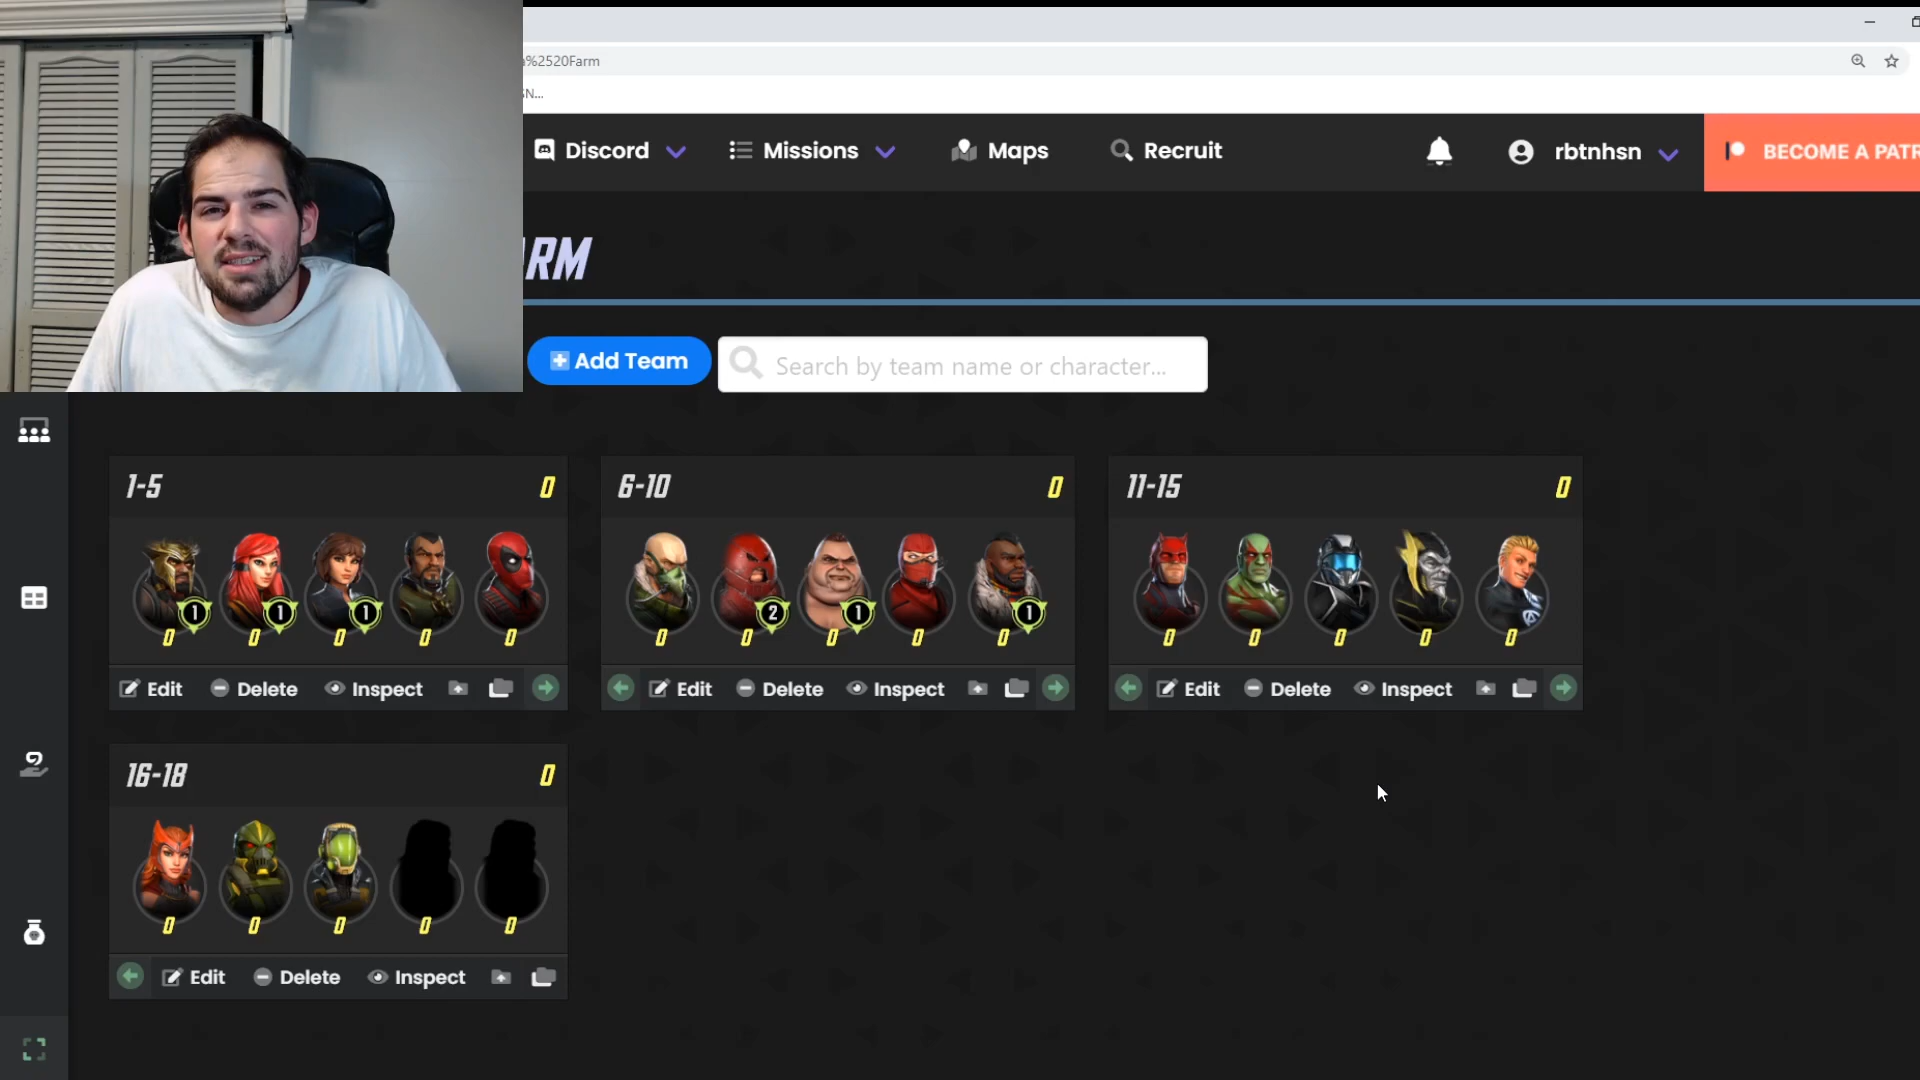 %2520Farm
SN...
Discord
Missions
Maps
Recruit
rbtnhsn
BECOME A PATR
ARM
Add Team
Search by team name or character...
1-5 0
6-10 0
11-15 0
1 1 1
2 1 1
0 0 0 0 0
0 0 0 0 0
0 0 0 0 0
Edit Delete Inspect
Edit Delete Inspect
Edit Delete Inspect
16-18 0
0 0 0 0 0
Edit Delete Inspect